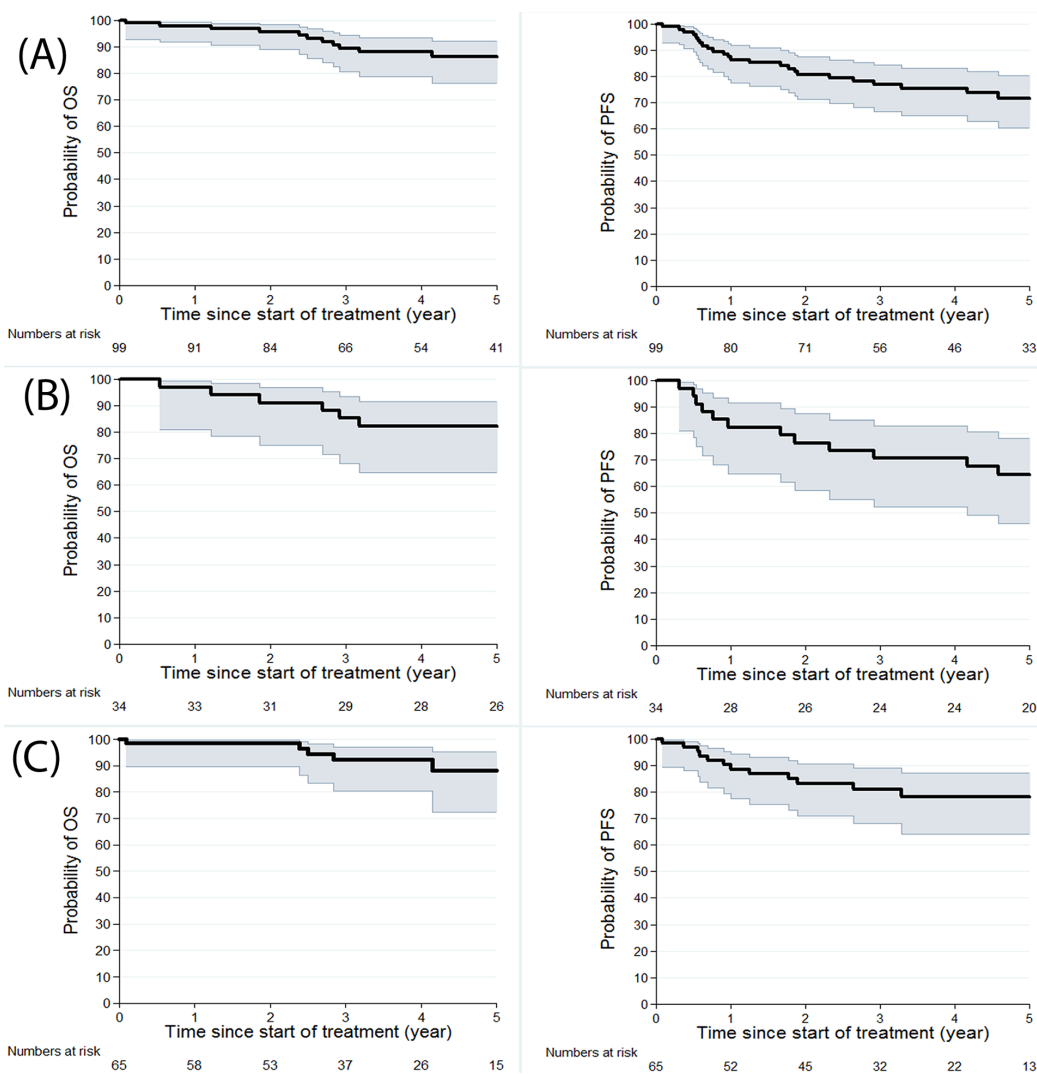 (A)
Probability of OS
100
90
80
70
60
50
40
30
20
10
0
0 1 2 3 4 5
Time since start of treatment (year)
Numbers at risk
99 91 84 66 54 41
Probability of PFS
100
90
80
70
60
50
40
30
20
10
0
0 1 2 3 4 5
Time since start of treatment (year)
99 80 71 56 46 33
(B)
Probability of OS
100
90
80
70
60
50
40
30
20
10
0
0 1 2 3 4 5
Time since start of treatment (year)
Numbers at risk
34 33 31 29 28 26
Probability of PFS
100
90
80
70
60
50
40
30
20
10
0
0 1 2 3 4 5
Time since start of treatment (year)
Numbers at risk
34 28 26 24 24 20
(C)
Probability of OS
100
90
80
70
60
50
40
30
20
10
0
0 1 2 3 4 5
Time since start of treatment (year)
Numbers at risk
65 58 53 37 26 15
Probability of PFS
100
90
80
70
60
50
40
30
20
10
0
0 1 2 3 4 5
Time since start of treatment (year)
Numbers at risk
65 52 45 32 22 13